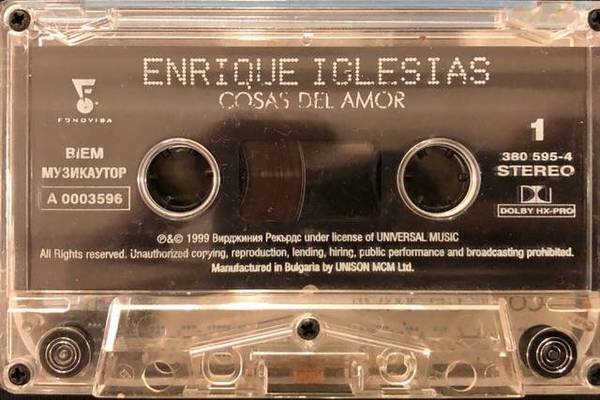 ENRIQUE IGLESIAS
COSAS DEL AMOR
FONOVISA
1
BIEM
МУЗИКАУТОР
A 0003596
380 595-4
STEREO
DOLBY HX-PRO
℗&© 1999 Вирджиния Рекърдс under license of UNIVERSAL MUSIC
All Rights reserved. Unauthorized copying, reproduction, lending, hiring, public performance and broadcasting prohibited.
Manufactured in Bulgaria by UNISON MCM Ltd.